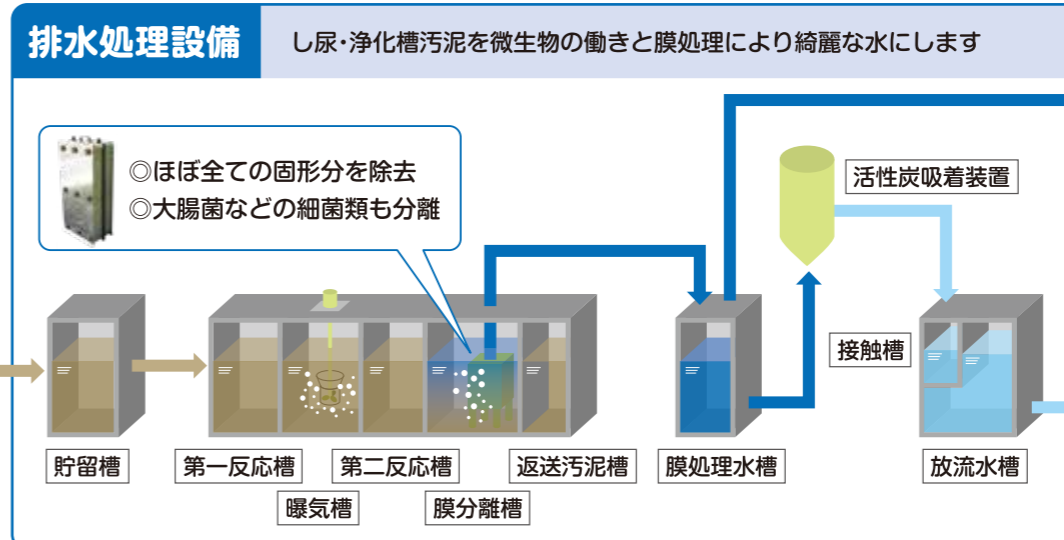 排水処理設備
し尿・浄化槽汚泥を微生物の働きと膜処理により綺麗な水にします
◎ほぼ全ての固形分を除去
◎大腸菌などの細菌類も分離
活性炭吸着装置
接触槽
貯留槽
第一反応槽
曝気槽
第二反応槽
膜分離槽
返送汚泥槽
膜処理水槽
放流水槽